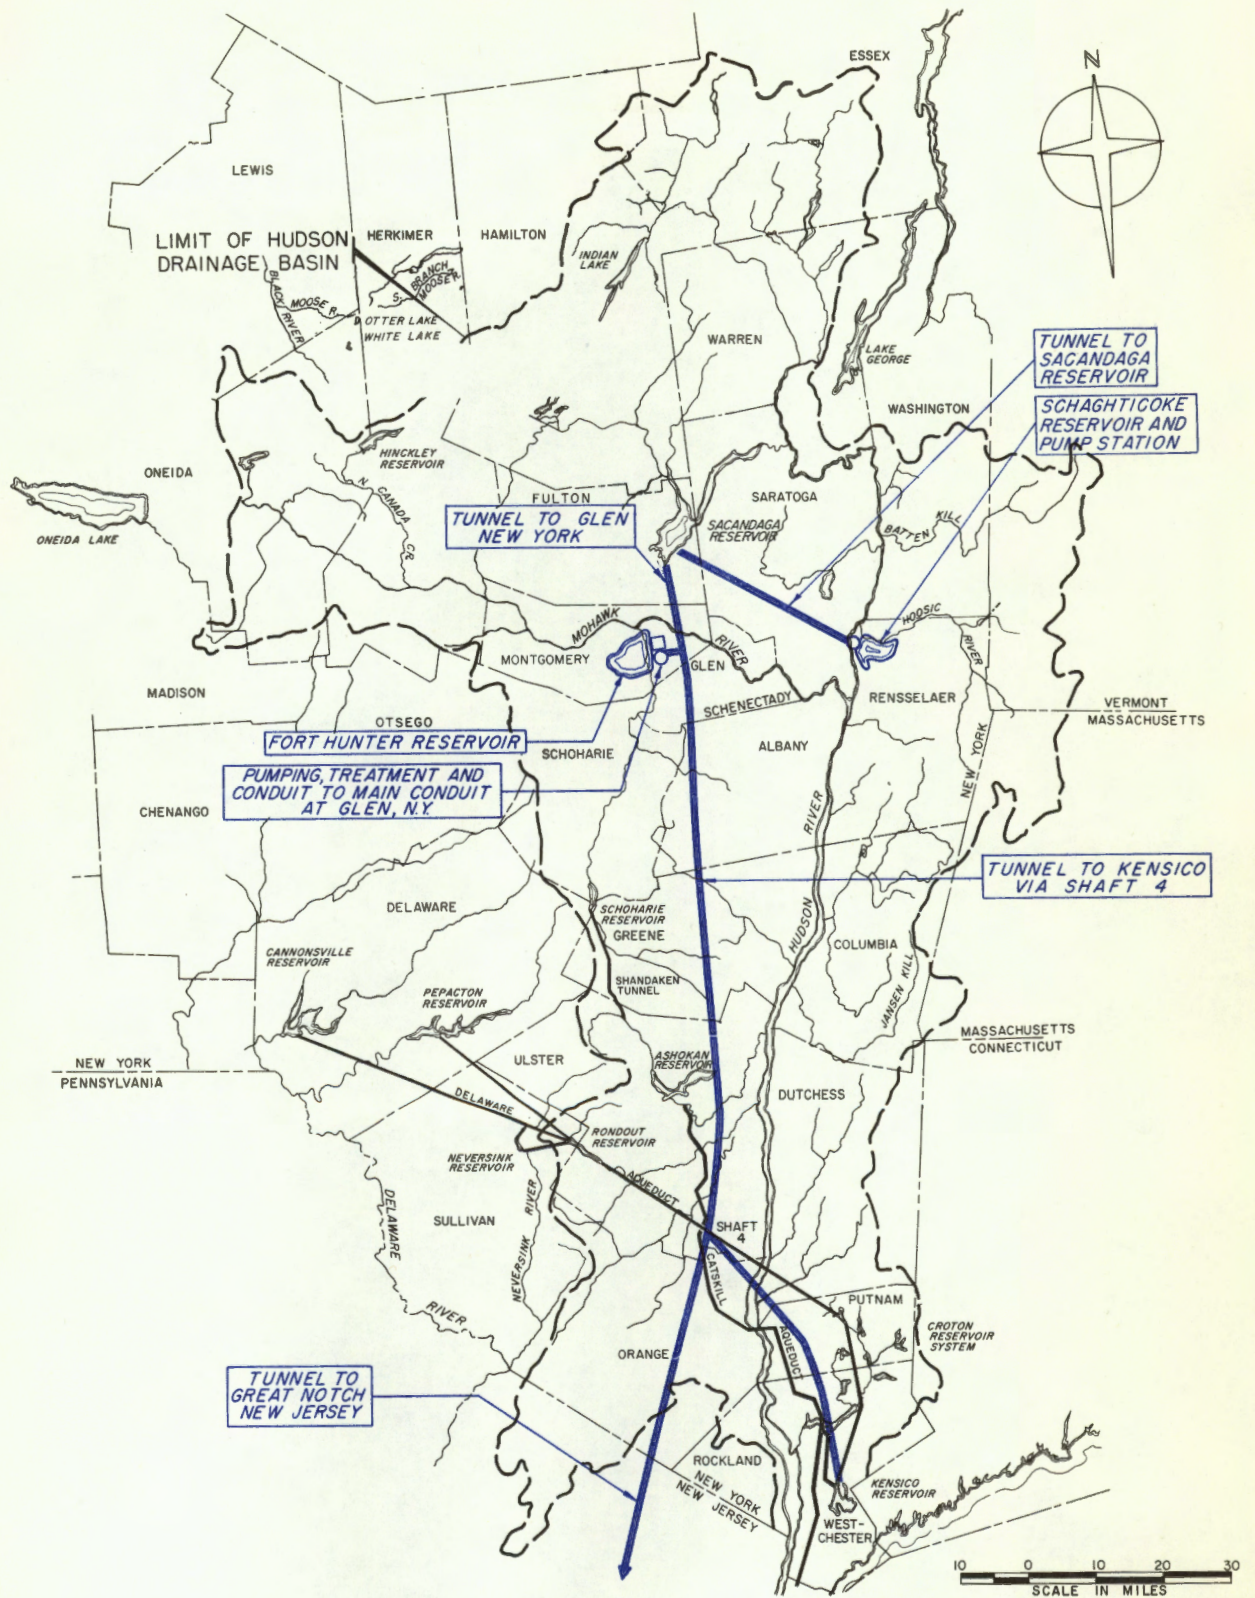 N
ESSEX
LEWIS
LIMIT OF HUDSON
DRAINAGE BASIN
HERKIMER
HAMILTON
INDIAN
LAKE
BLACK RIVER
MOOSE R.
S. BRANCH
MOOSE R.
OTTER LAKE
WHITE LAKE
WARREN
LAKE
GEORGE
TUNNEL TO
SACANDAGA
RESERVOIR
WASHINGTON
SCHAGHTICOKE
RESERVOIR AND
PUMP STATION
ONEIDA
HINCKLEY
RESERVOIR
N. CANADA CR.
ONEIDA LAKE
FULTON
TUNNEL TO GLEN
NEW YORK
SARATOGA
SACANDAGA
RESERVOIR
BATTEN KILL
MOHAWK
RIVER
HOOSIC
RIVER
MONTGOMERY
GLEN
MADISON
SCHENECTADY
RENSSELAER
VERMONT
MASSACHUSETTS
NEW YORK
OTSEGO
FORT HUNTER RESERVOIR
SCHOHARIE
ALBANY
PUMPING, TREATMENT AND
CONDUIT TO MAIN CONDUIT
AT GLEN, N.Y.
CHENANGO
HUDSON
RIVER
TUNNEL TO KENSICO
VIA SHAFT 4
DELAWARE
SCHOHARIE
RESERVOIR
GREENE
COLUMBIA
CANNONSVILLE
RESERVOIR
SHANDAKEN
TUNNEL
PEPACTON
RESERVOIR
JANSEN KILL
MASSACHUSETTS
CONNECTICUT
NEW YORK
PENNSYLVANIA
ULSTER
ASHOKAN
RESERVOIR
DUTCHESS
DELAWARE
AQUEDUCT
RONDOUT
RESERVOIR
NEVERSINK
RESERVOIR
DELAWARE
RIVER
SULLIVAN
NEVERSINK RIVER
SHAFT
4
CATSKILL
AQUEDUCT
PUTNAM
CROTON
RESERVOIR
SYSTEM
ORANGE
TUNNEL TO
GREAT NOTCH
NEW JERSEY
ROCKLAND
NEW YORK
NEW JERSEY
KENSICO
RESERVOIR
WEST-
CHESTER
10 0 10 20 30
SCALE IN MILES